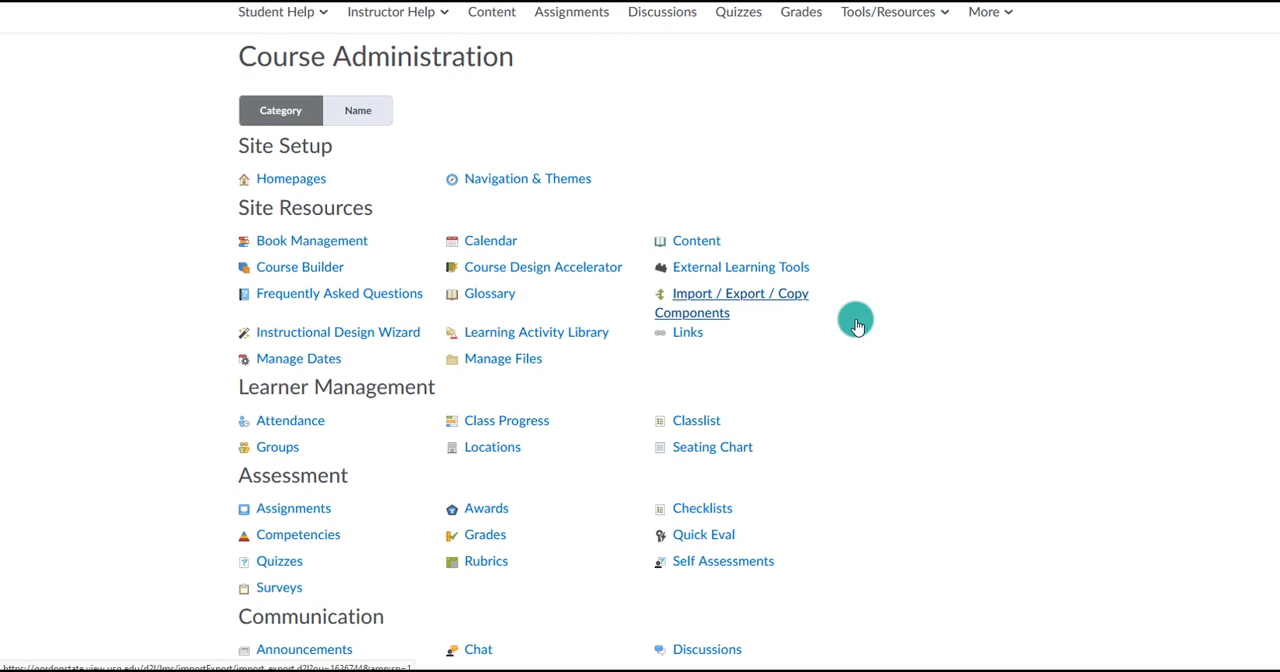 Student Help Instructor Help Content Assignments Discussions Quizzes Grades Tools/Resources More
Course Administration
Category Name
Site Setup
Homepages Navigation & Themes
Site Resources
Book Management Calendar Content
Course Builder Course Design Accelerator External Learning Tools
Frequently Asked Questions Glossary Import / Export / Copy
Components
Instructional Design Wizard Learning Activity Library Links
Manage Dates Manage Files
Learner Management
Attendance Class Progress Classlist
Groups Locations Seating Chart
Assessment
Assignments Awards Checklists
Competencies Grades Quick Eval
Quizzes Rubrics Self Assessments
Surveys
Communication
Announcements Chat Discussions